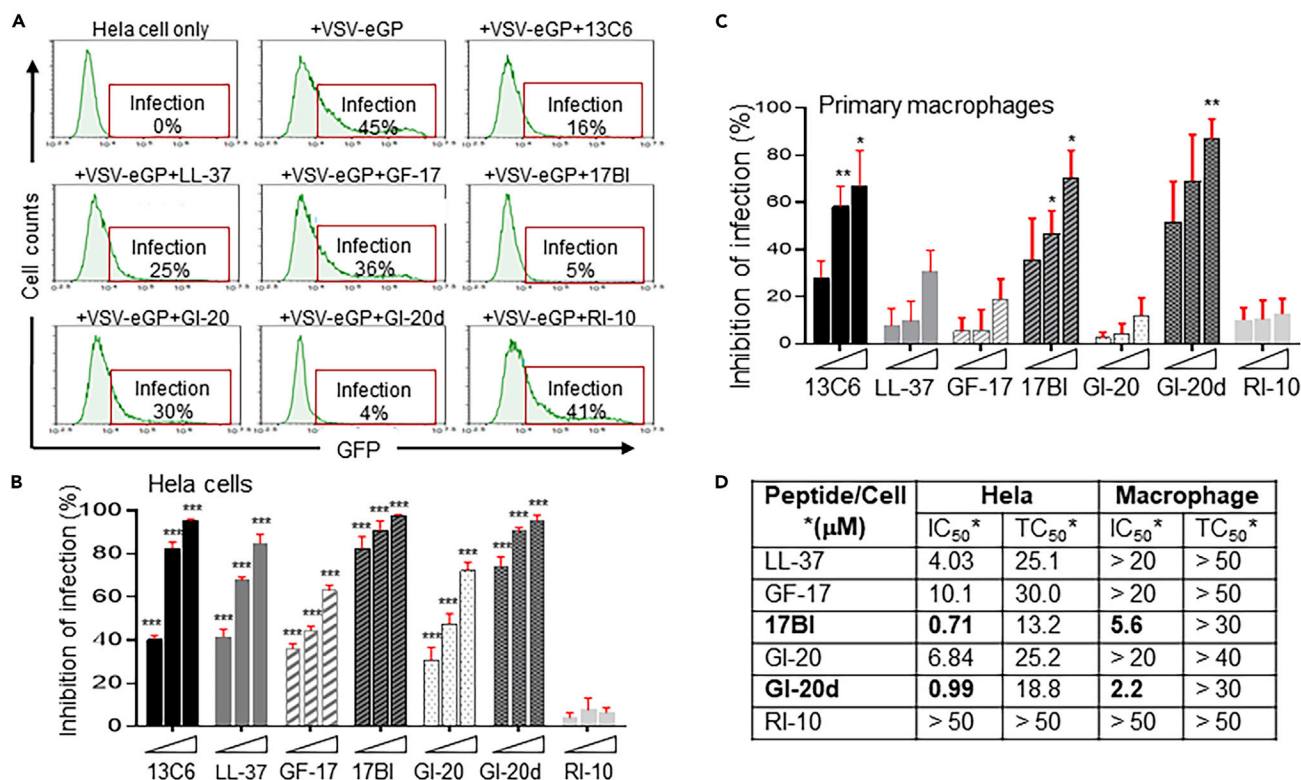 A
Hela cell only
+VSV-eGP
+VSV-eGP+13C6
Infection
0%
Infection
45%
Infection
16%
+VSV-eGP+LL-37
+VSV-eGP+GF-17
+VSV-eGP+17BI
Infection
25%
Infection
36%
Infection
5%
+VSV-eGP+GI-20
+VSV-eGP+GI-20d
+VSV-eGP+RI-10
Infection
30%
Infection
4%
Infection
41%
Cell counts
GFP
B
Hela cells
Inhibition of infection (%)
100
80
60
40
20
0
*** *** ***
*** *** ***
*** *** ***
*** *** ***
*** *** ***
*** *** ***
13C6 LL-37 GF-17 17BI GI-20 GI-20d RI-10
C
Primary macrophages
Inhibition of infection (%)
100
80
60
40
20
0
** *
* *
**
13C6 LL-37 GF-17 17BI GI-20 GI-20d RI-10
D
Peptide/Cell Hela Macrophage
*(μM) IC50* TC50* IC50* TC50*
LL-37 4.03 25.1 > 20 > 50
GF-17 10.1 30.0 > 20 > 50
17BI 0.71 13.2 5.6 > 30
GI-20 6.84 25.2 > 20 > 40
GI-20d 0.99 18.8 2.2 > 30
RI-10 > 50 > 50 > 50 > 50